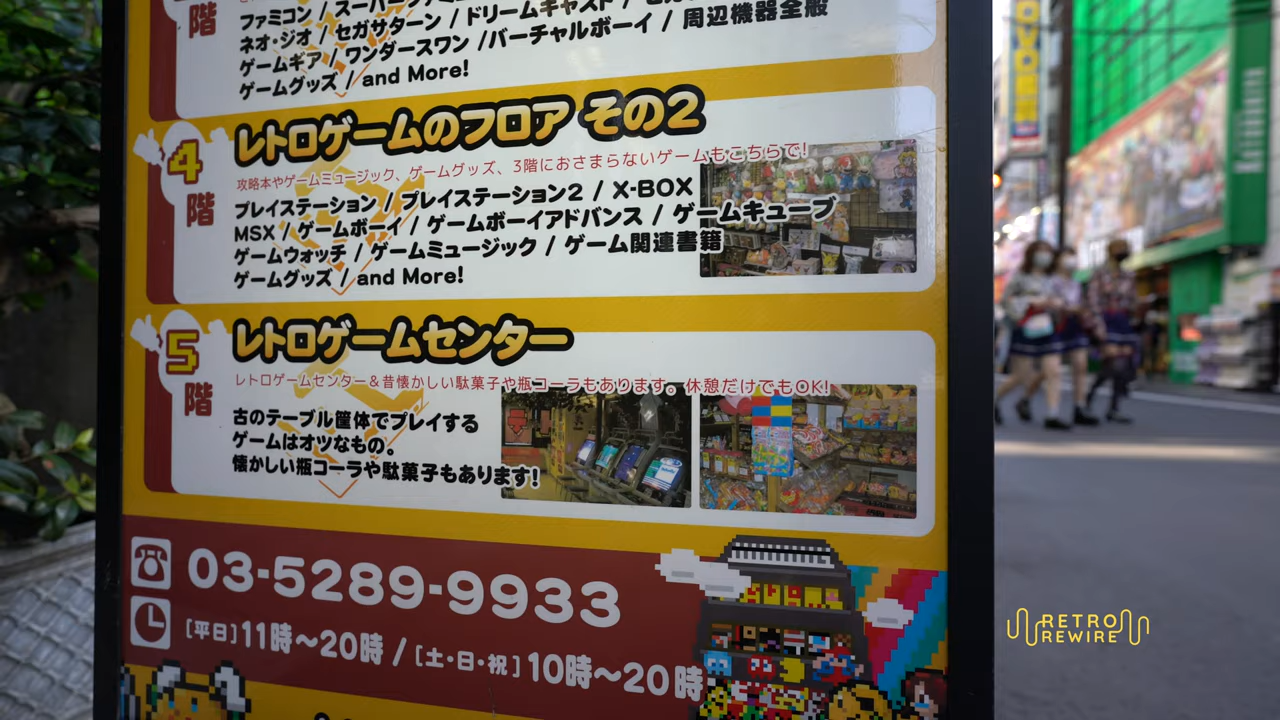 階
ファミコン / スーパーファミコン
ネオ・ジオ / セガサターン / ドリームキャスト /
ゲームギア / ワンダースワン /バーチャルボーイ / 周辺機器全般
ゲームグッズ / and More!
4階
レトロゲームのフロア その2
攻略本やゲームミュージック、ゲームグッズ、3階におさまらないゲームもこちらで!
プレイステーション / プレイステーション2 / X-BOX
MSX / ゲームボーイ / ゲームボーイアドバンス / ゲームキューブ
ゲームウォッチ / ゲームミュージック / ゲーム関連書籍
ゲームグッズ / and More!
5階
レトロゲームセンター
レトロゲームセンター&昔懐かしい駄菓子や瓶コーラもあります。休憩だけでもOK!
古のテーブル筐体でプレイする
ゲームはオツなもの。
懐かしい瓶コーラや駄菓子もあります!
03-5289-9933
[平日]11時～20時 / [土・日・祝]10時～20時
RETRO
REWIRE